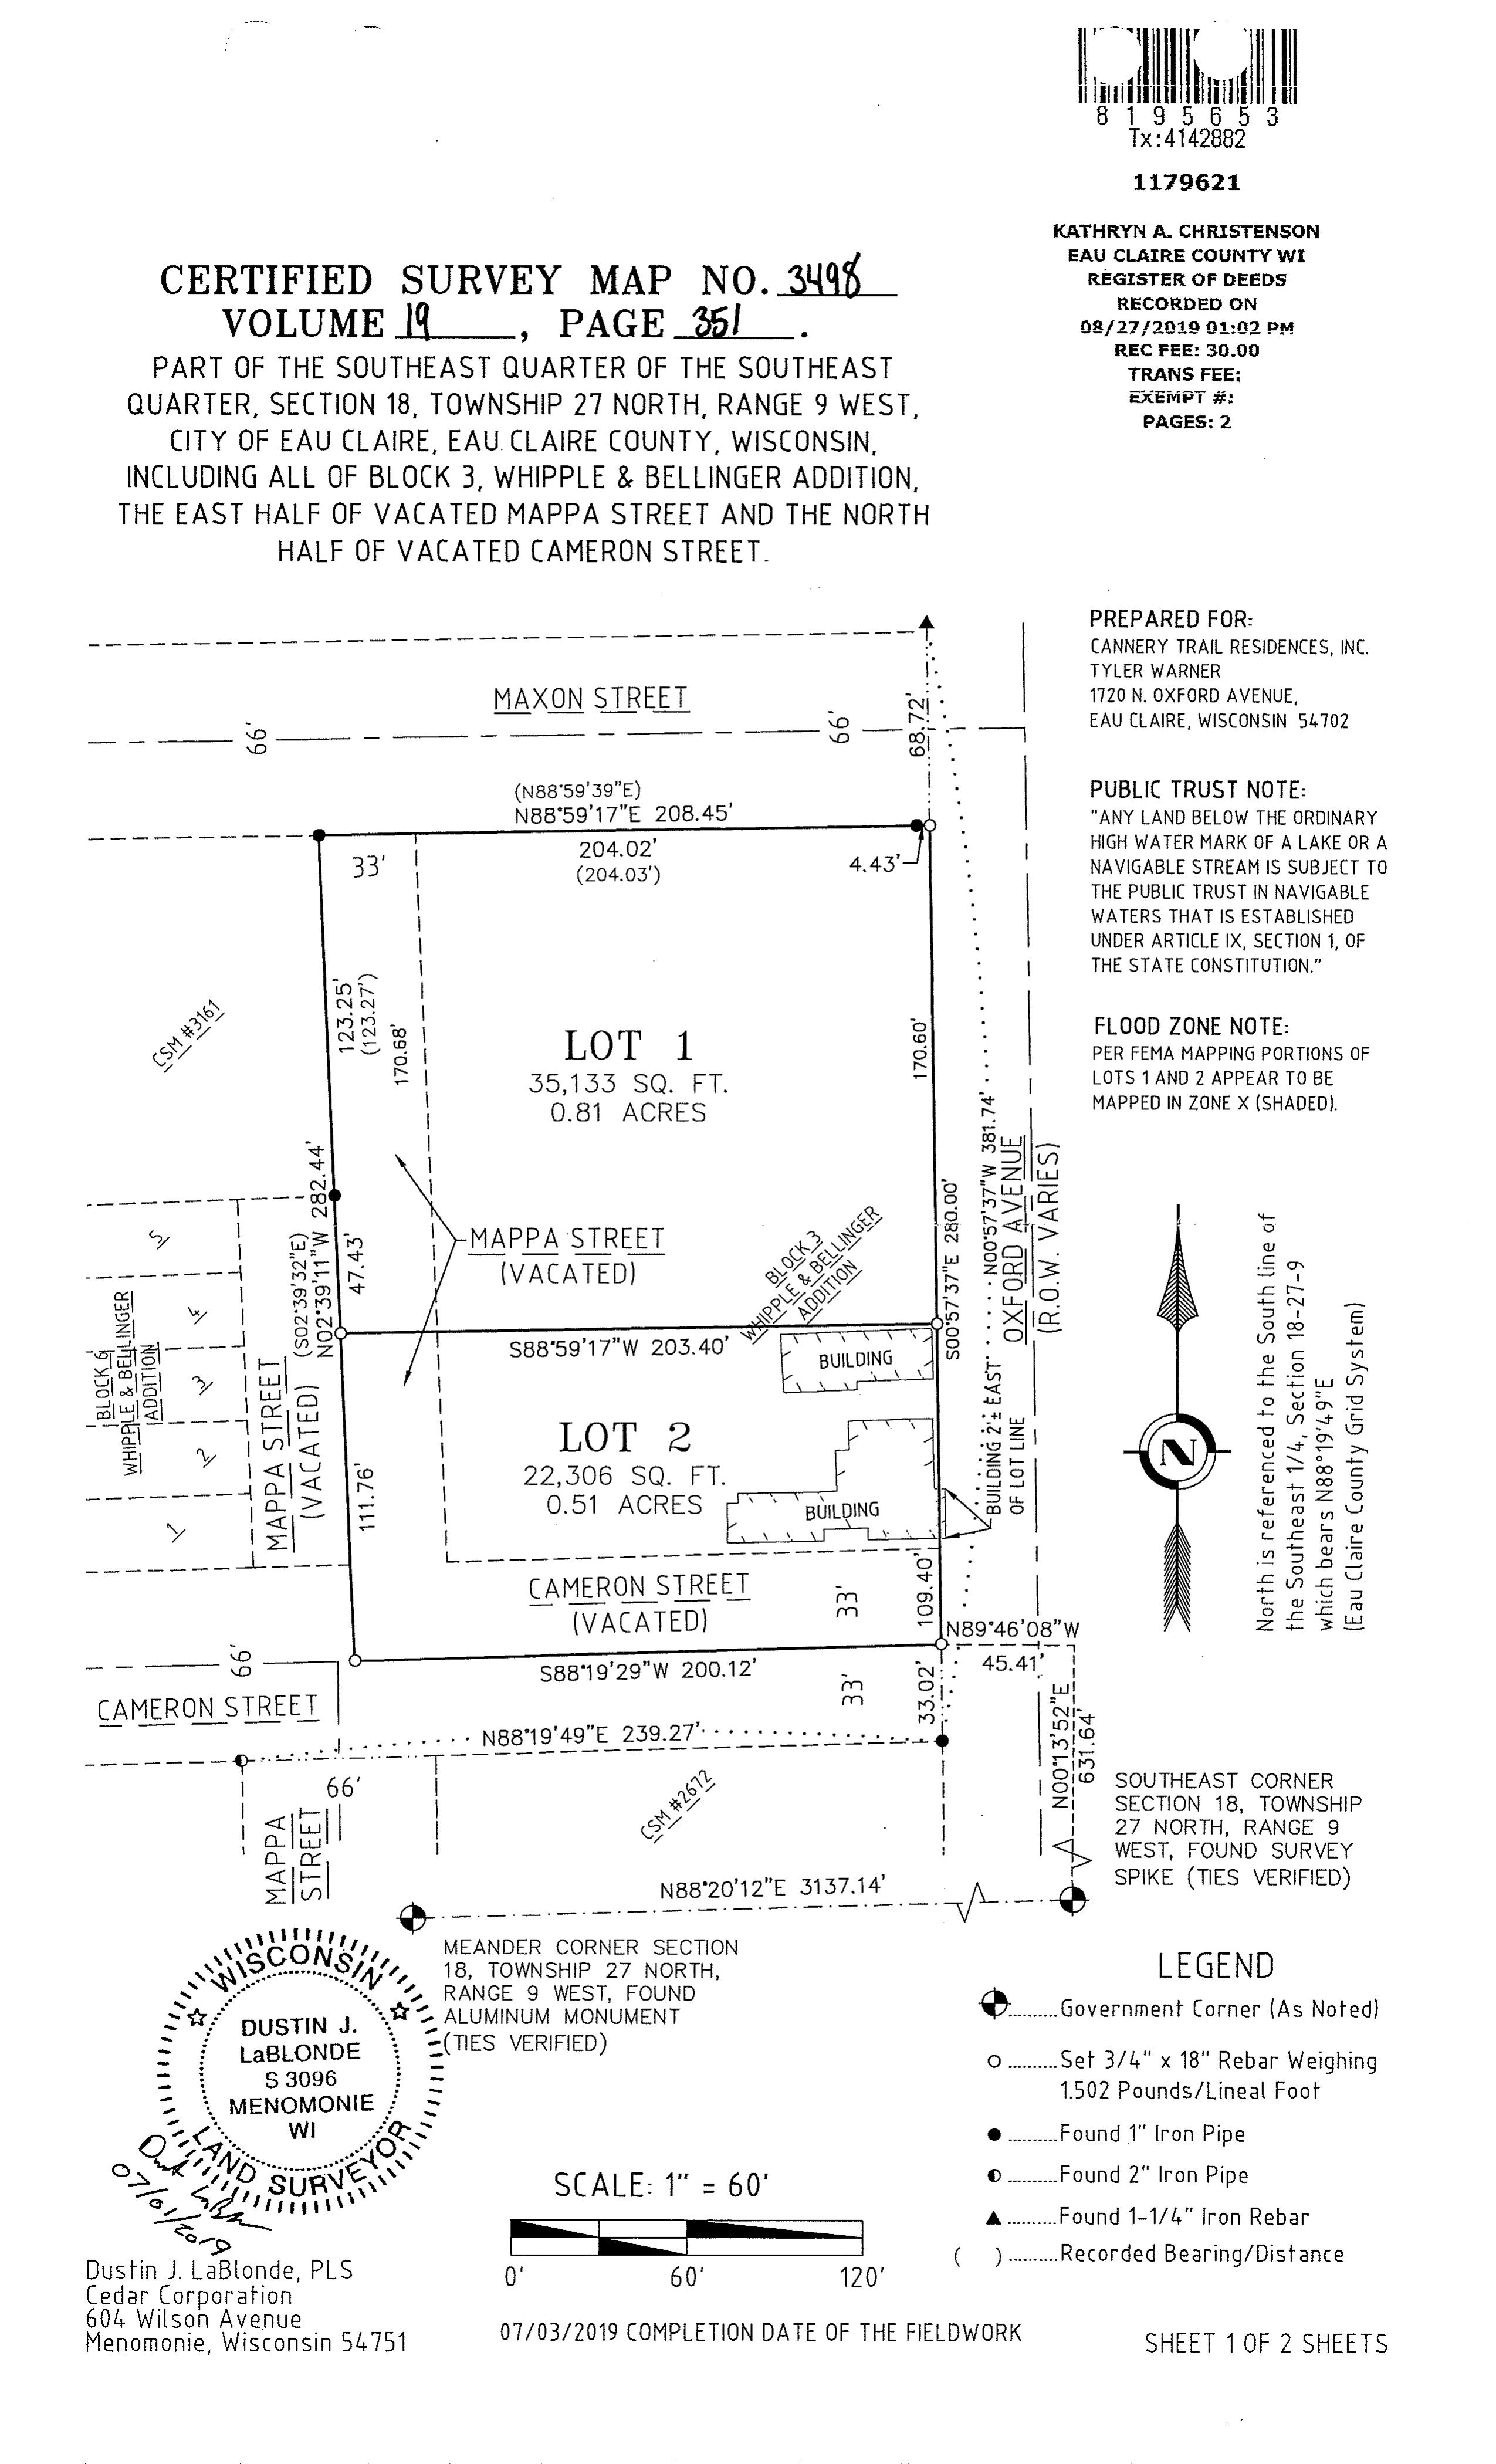 8 1 9 5 6 5 3
Tx:4142882
1179621
KATHRYN A. CHRISTENSON
EAU CLAIRE COUNTY WI
REGISTER OF DEEDS
RECORDED ON
08/27/2019 01:02 PM
REC FEE: 30.00
TRANS FEE:
EXEMPT #:
PAGES: 2
CERTIFIED SURVEY MAP NO. 3498
VOLUME 19, PAGE 351.
PART OF THE SOUTHEAST QUARTER OF THE SOUTHEAST
QUARTER, SECTION 18, TOWNSHIP 27 NORTH, RANGE 9 WEST,
CITY OF EAU CLAIRE, EAU CLAIRE COUNTY, WISCONSIN,
INCLUDING ALL OF BLOCK 3, WHIPPLE & BELLINGER ADDITION,
THE EAST HALF OF VACATED MAPPA STREET AND THE NORTH
HALF OF VACATED CAMERON STREET.
PREPARED FOR:
CANNERY TRAIL RESIDENCES, INC.
TYLER WARNER
1720 N. OXFORD AVENUE,
EAU CLAIRE, WISCONSIN 54702
PUBLIC TRUST NOTE:
"ANY LAND BELOW THE ORDINARY
HIGH WATER MARK OF A LAKE OR A
NAVIGABLE STREAM IS SUBJECT TO
THE PUBLIC TRUST IN NAVIGABLE
WATERS THAT IS ESTABLISHED
UNDER ARTICLE IX, SECTION 1, OF
THE STATE CONSTITUTION."
FLOOD ZONE NOTE:
PER FEMA MAPPING PORTIONS OF
LOTS 1 AND 2 APPEAR TO BE
MAPPED IN ZONE X (SHADED).
MAXON STREET
66'
66'
68.72'
(N88°59'39"E)
N88°59'17"E 208.45'
204.02'
(204.03')
4.43'
33'
123.25'
(123.27')
170.68'
CSM #3161
LOT 1
35,133 SQ. FT.
0.81 ACRES
170.60'
N00°57'37"W 381.74'
OXFORD AVENUE
(R.O.W. VARIES)
S00°57'37"E 280.00'
MAPPA STREET
(VACATED)
BLOCK 3
WHIPPLE & BELLINGER
ADDITION
(S02°39'32"E)
N02°39'11"W 282.44'
47.43'
5
4
3
2
1
BLOCK 6
WHIPPLE & BELLINGER
ADDITION
MAPPA STREET
(VACATED)
S88°59'17"W 203.40'
BUILDING
LOT 2
22,306 SQ. FT.
0.51 ACRES
BUILDING
BUILDING 2'± EAST
OF LOT LINE
111.76'
109.40'
CAMERON STREET
(VACATED)
33'
N89°46'08"W
45.41'
S88°19'29"W 200.12'
33'
33.02'
66'
CAMERON STREET
N88°19'49"E 239.27'
N00°13'52"E
631.64'
66'
MAPPA
STREET
CSM #2672
N88°20'12"E 3137.14'
SOUTHEAST CORNER
SECTION 18, TOWNSHIP
27 NORTH, RANGE 9
WEST, FOUND SURVEY
SPIKE (TIES VERIFIED)
MEANDER CORNER SECTION
18, TOWNSHIP 27 NORTH,
RANGE 9 WEST, FOUND
ALUMINUM MONUMENT
(TIES VERIFIED)
N
North is referenced to the South line of
the Southeast 1/4, Section 18-27-9
which bears N88°19'49"E
(Eau Claire County Grid System)
LEGEND
Government Corner (As Noted)
Set 3/4" x 18" Rebar Weighing
1.502 Pounds/Lineal Foot
Found 1" Iron Pipe
Found 2" Iron Pipe
Found 1-1/4" Iron Rebar
( ) Recorded Bearing/Distance
WISCONSIN
DUSTIN J.
LaBLONDE
S 3096
MENOMONIE
WI
LAND SURVEYOR
07/01/2019
Dustin J. LaBlonde, PLS
Cedar Corporation
604 Wilson Avenue
Menomonie, Wisconsin 54751
SCALE: 1" = 60'
0' 60' 120'
07/03/2019 COMPLETION DATE OF THE FIELDWORK
SHEET 1 OF 2 SHEETS